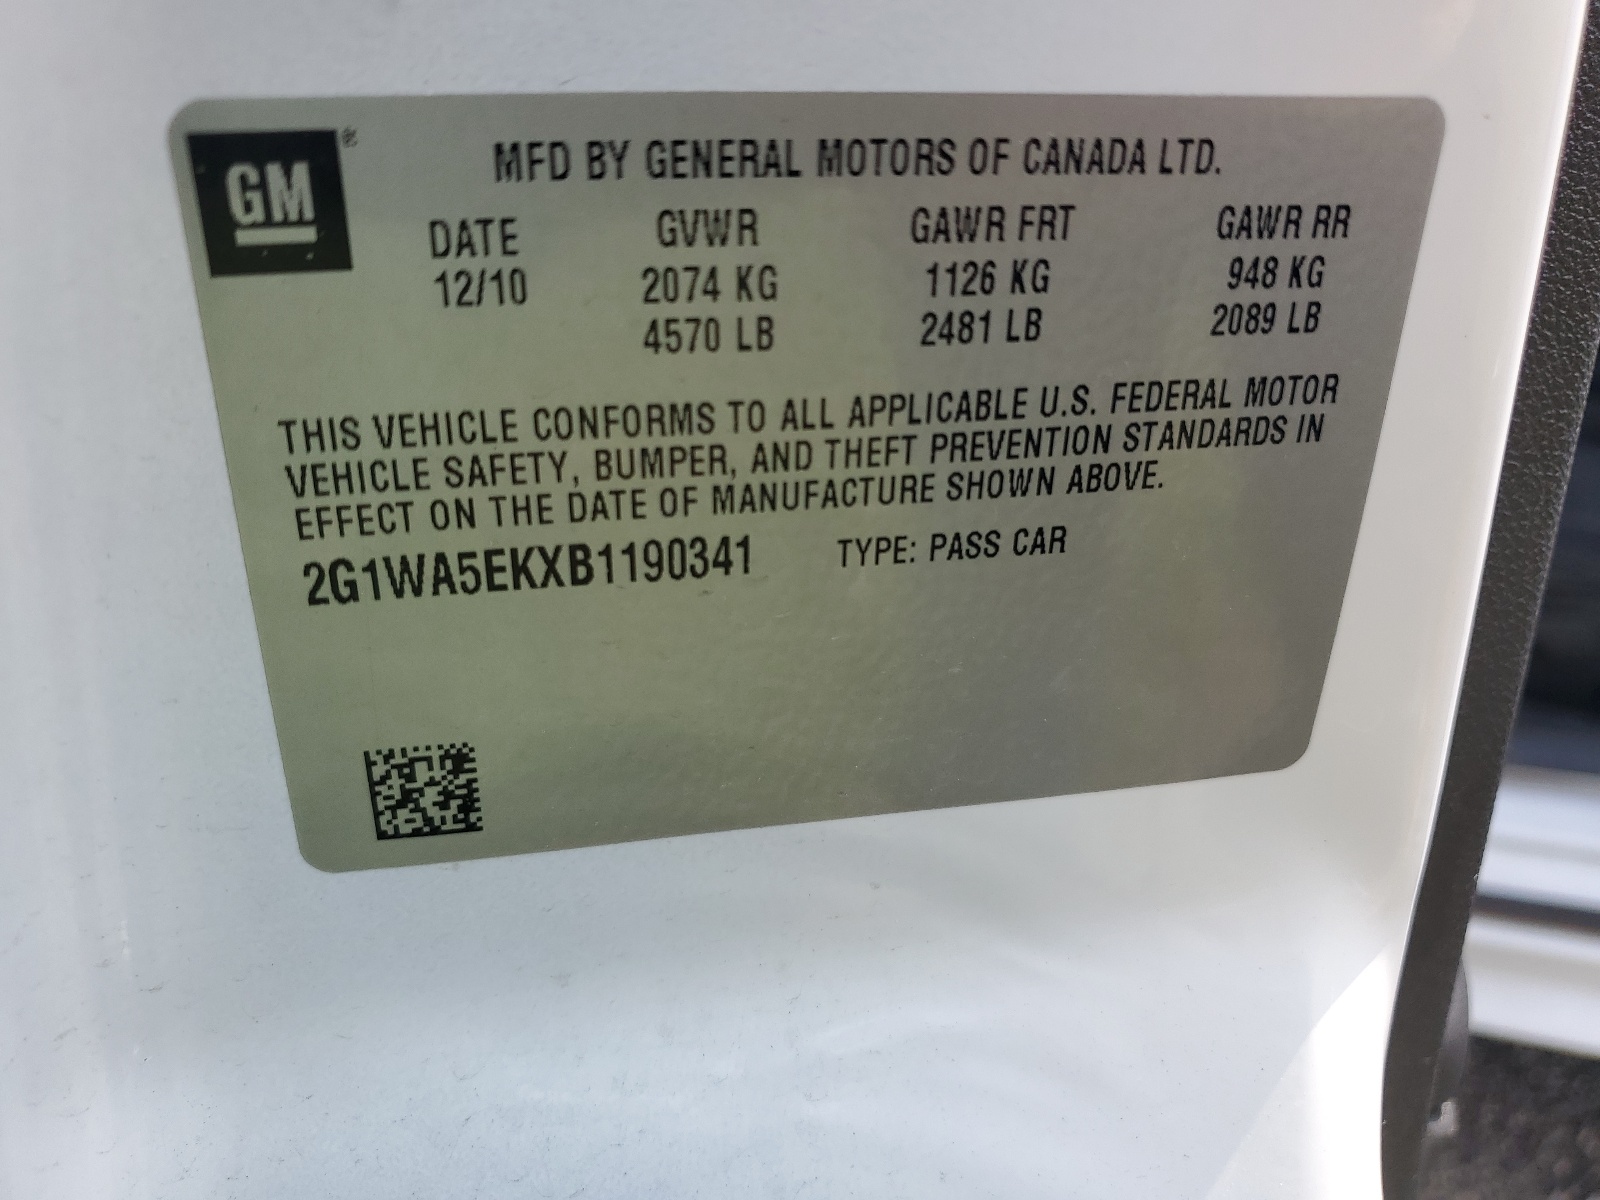 GM ®
MFD BY GENERAL MOTORS OF CANADA LTD.
DATE GVWR GAWR FRT GAWR RR
12/10 2074 KG 1126 KG 948 KG
4570 LB 2481 LB 2089 LB
THIS VEHICLE CONFORMS TO ALL APPLICABLE U.S. FEDERAL MOTOR
VEHICLE SAFETY, BUMPER, AND THEFT PREVENTION STANDARDS IN
EFFECT ON THE DATE OF MANUFACTURE SHOWN ABOVE.
2G1WA5EKXB1190341 TYPE: PASS CAR